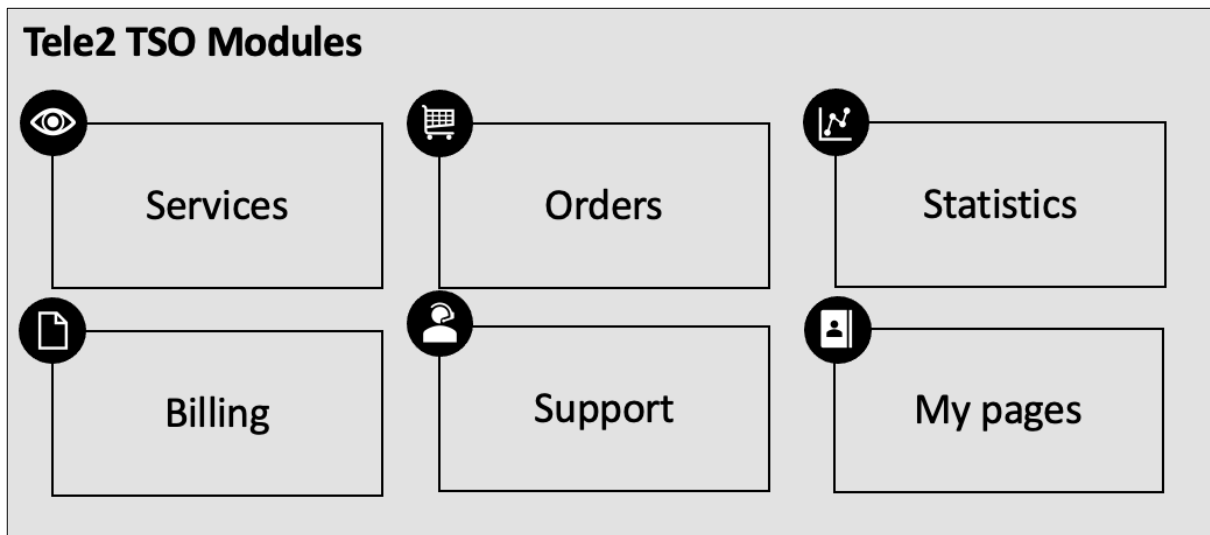 Tele2 TSO Modules
Services
Orders
Statistics
Billing
Support
My pages